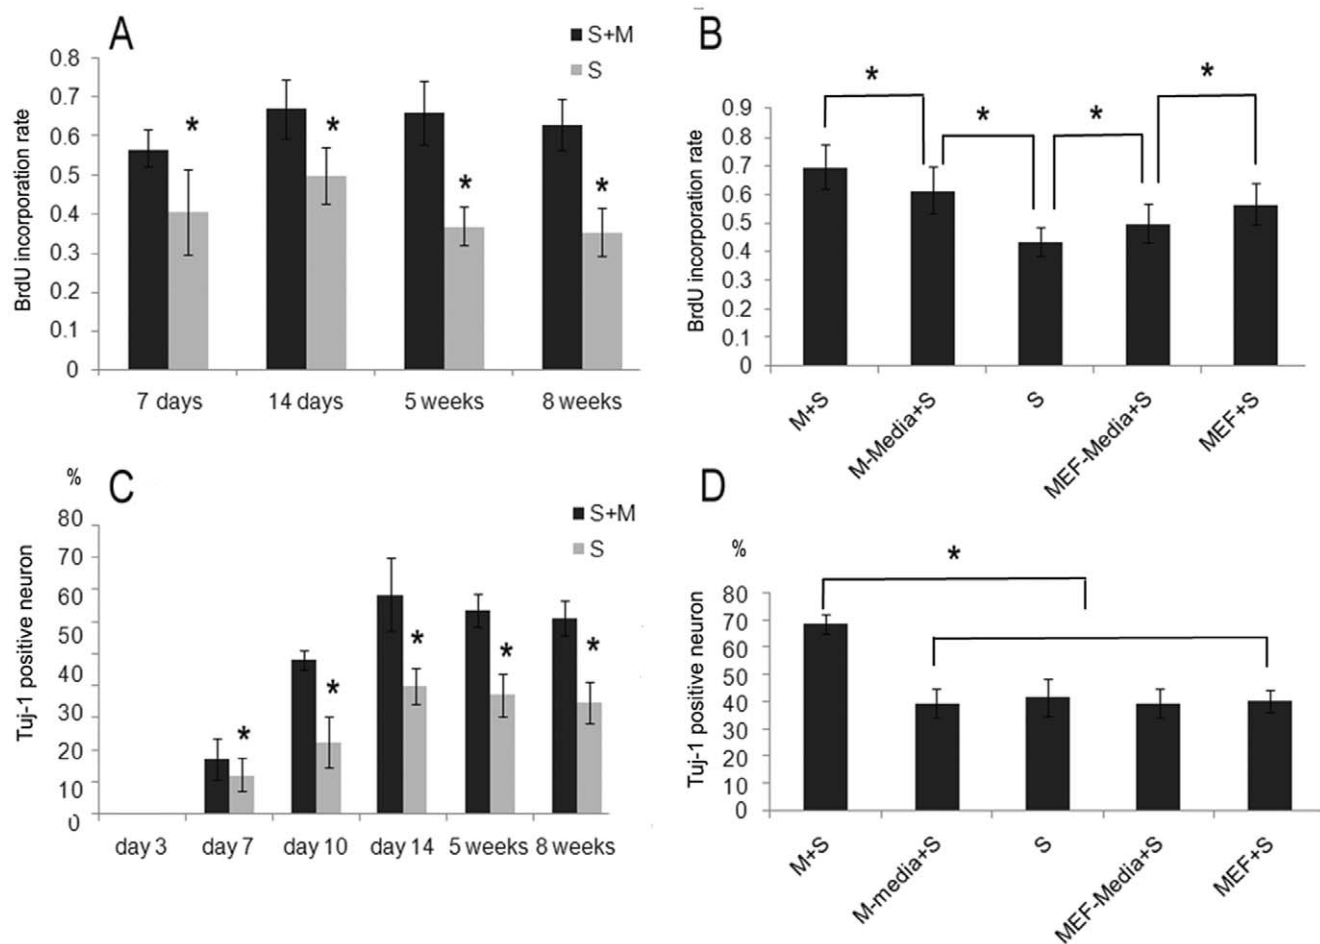 A
S+M
S
BrdU incorporation rate
0.8
0.7
0.6
0.5
0.4
0.3
0.2
0.1
0
*
*
*
*
7 days
14 days
5 weeks
8 weeks
B
BrdU incorporation rate
0.9
0.8
0.7
0.6
0.5
0.4
0.3
0.2
0.1
0
*
*
*
*
M+S
M-Media+S
S
MEF-Media+S
MEF+S
C
%
S+M
S
Tuj-1 positive neuron
80
70
60
50
40
30
20
10
0
*
*
*
*
*
day 3
day 7
day 10
day 14
5 weeks
8 weeks
D
%
Tuj-1 positive neuron
80
70
60
50
40
30
20
10
0
*
M+S
M-media+S
S
MEF-Media+S
MEF+S